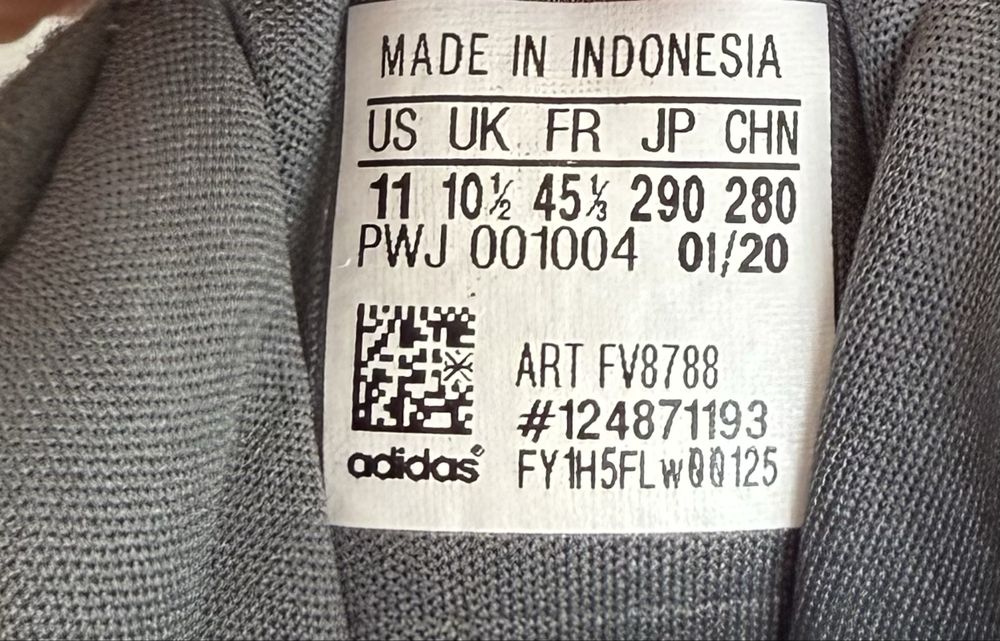 MADE IN INDONESIA
US UK FR JP CHN
11 10½ 45⅓ 290 280
PWJ 001004 01/20
ART FV8788
#124871193
adidas
FY1H5FLw00125